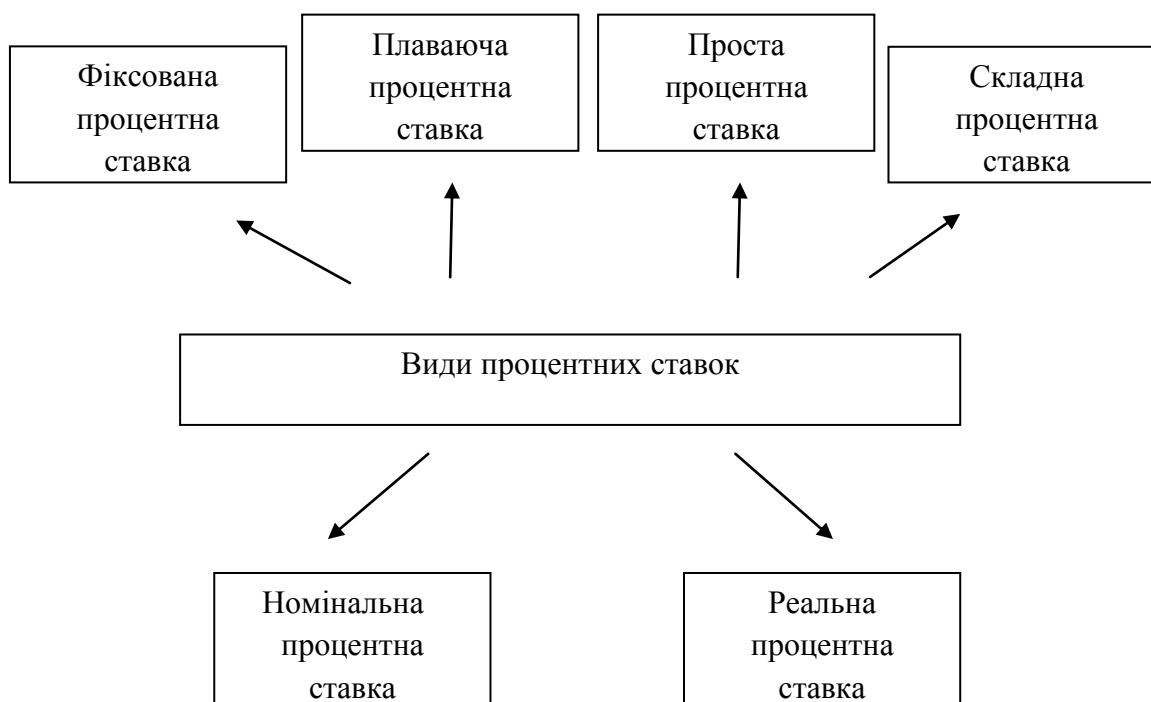 Фіксована
процентна
ставка
Плаваюча
процентна
ставка
Проста
процентна
ставка
Складна
процентна
ставка
Види процентних ставок
Номінальна
процентна
ставка
Реальна
процентна
ставка